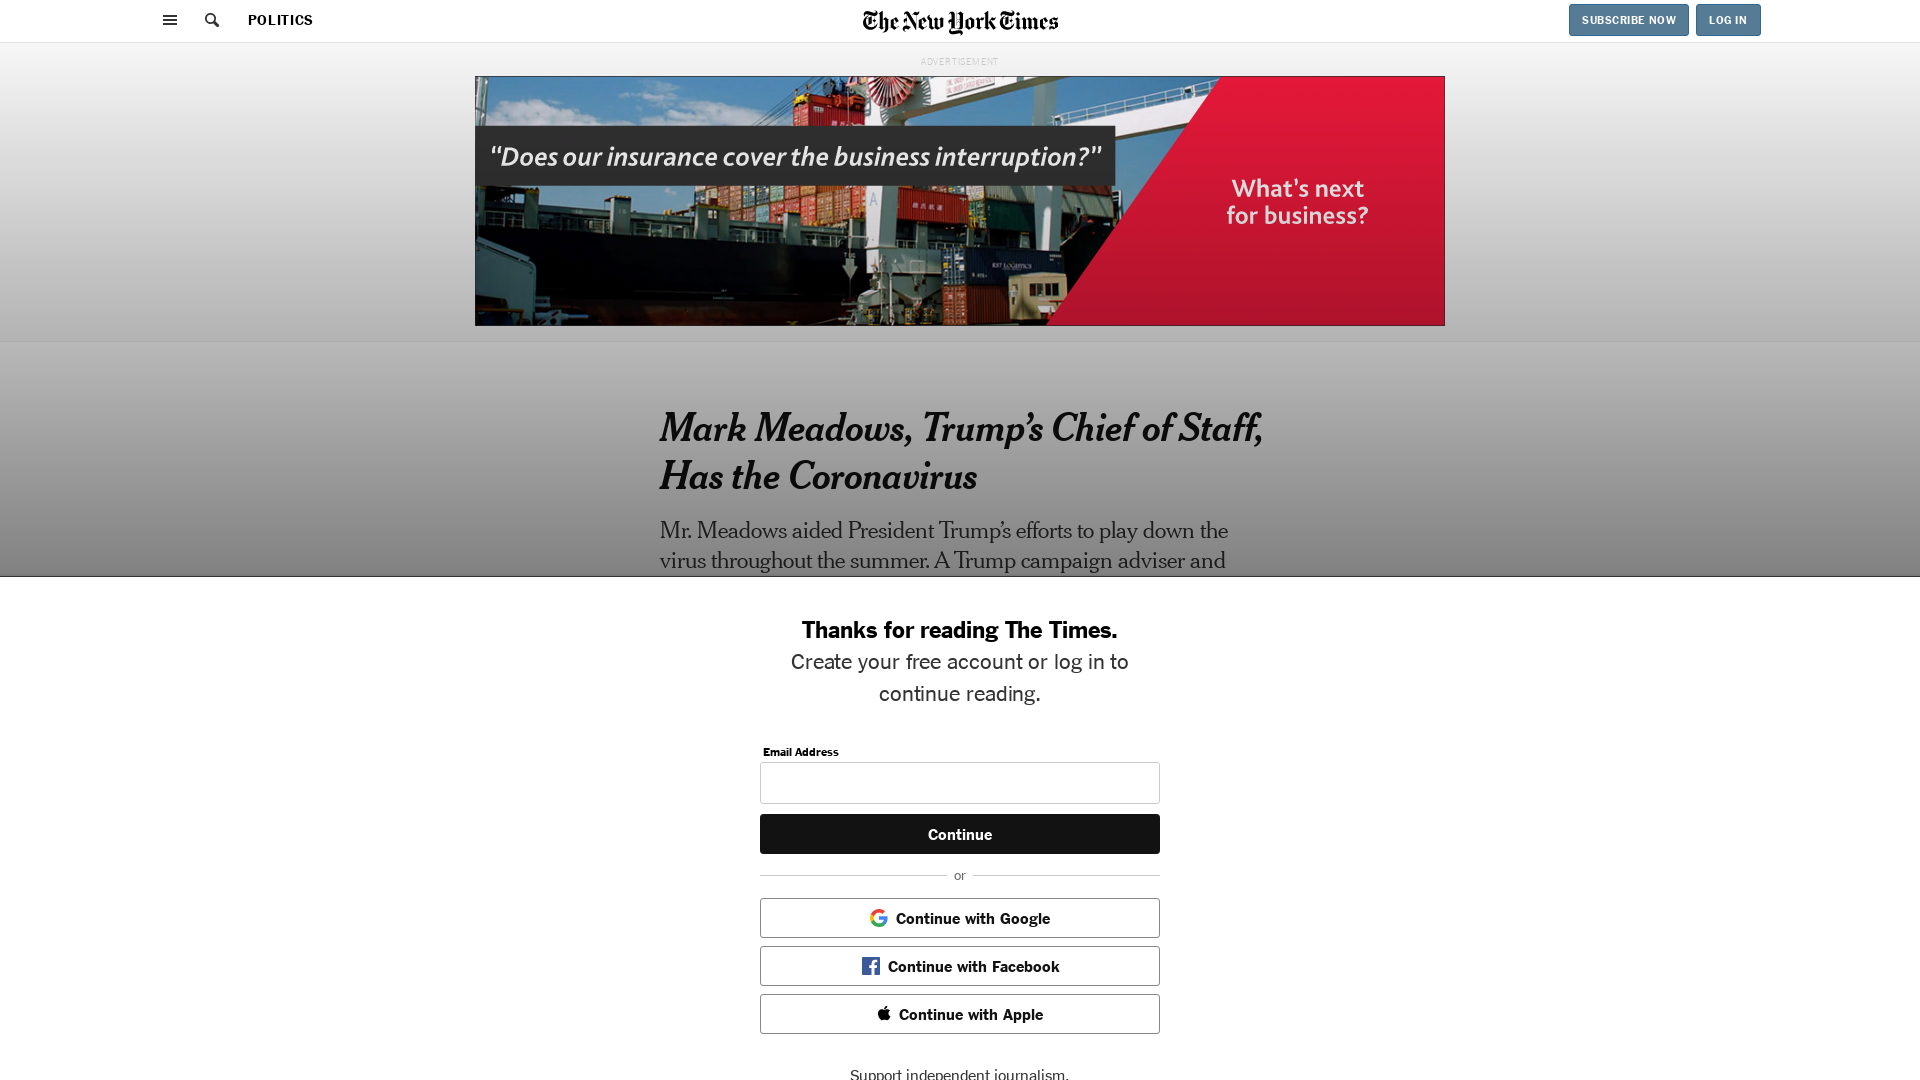 POLITICS
The New York Times
SUBSCRIBE NOW
LOG IN
ADVERTISEMENT
“Does our insurance cover the business interruption?”
What’s next
for business?
Mark Meadows, Trump’s Chief of Staff,
Has the Coronavirus
Mr. Meadows aided President Trump’s efforts to play down the
virus throughout the summer. A Trump campaign adviser and
Thanks for reading The Times.
Create your free account or log in to
continue reading.
Email Address
Continue
or
Continue with Google
Continue with Facebook
Continue with Apple
Support independent journalism.